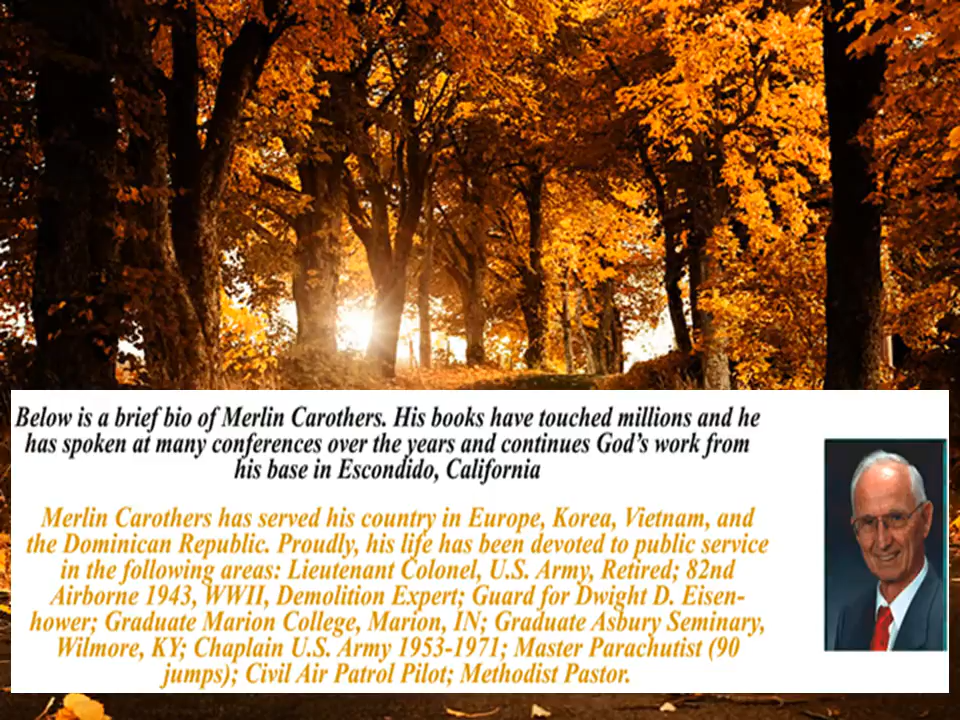 Below is a brief bio of Merlin Carothers. His books have touched millions and he
has spoken at many conferences over the years and continues God's work from
his base in Escondido, California
Merlin Carothers has served his country in Europe, Korea, Vietnam, and
the Dominican Republic. Proudly, his life has been devoted to public service
in the following areas: Lieutenant Colonel, U.S. Army, Retired; 82nd
Airborne 1943, WWII, Demolition Expert; Guard for Dwight D. Eisen-
hower; Graduate Marion College, Marion, IN; Graduate Asbury Seminary,
Wilmore, KY; Chaplain U.S. Army 1953-1971; Master Parachutist (90
jumps); Civil Air Patrol Pilot; Methodist Pastor.